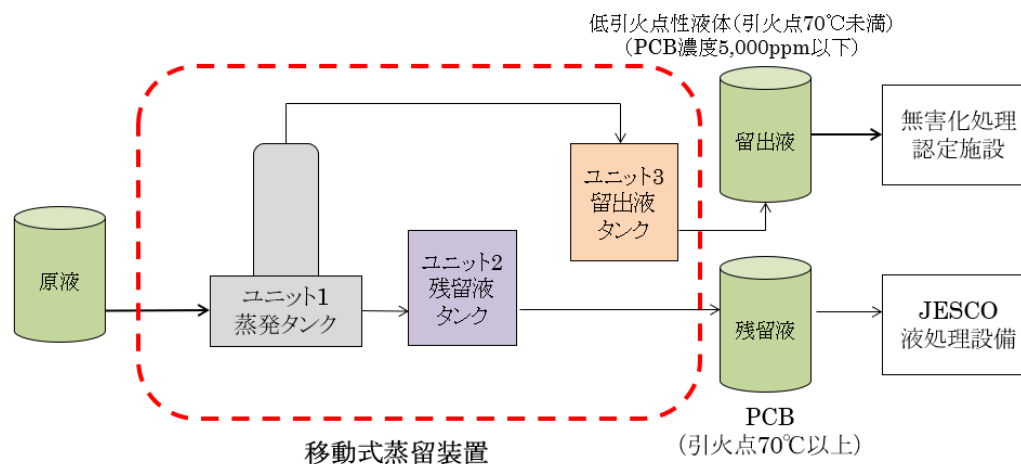 低引火点性液体(引火点70℃未満)
(PCB濃度5,000ppm以下)
留出液
無害化処理
認定施設
ユニット3
留出液
タンク
原液
ユニット1
蒸発タンク
ユニット2
残留液
タンク
残留液
JESCO
液処理設備
PCB
(引火点70℃以上)
移動式蒸留装置